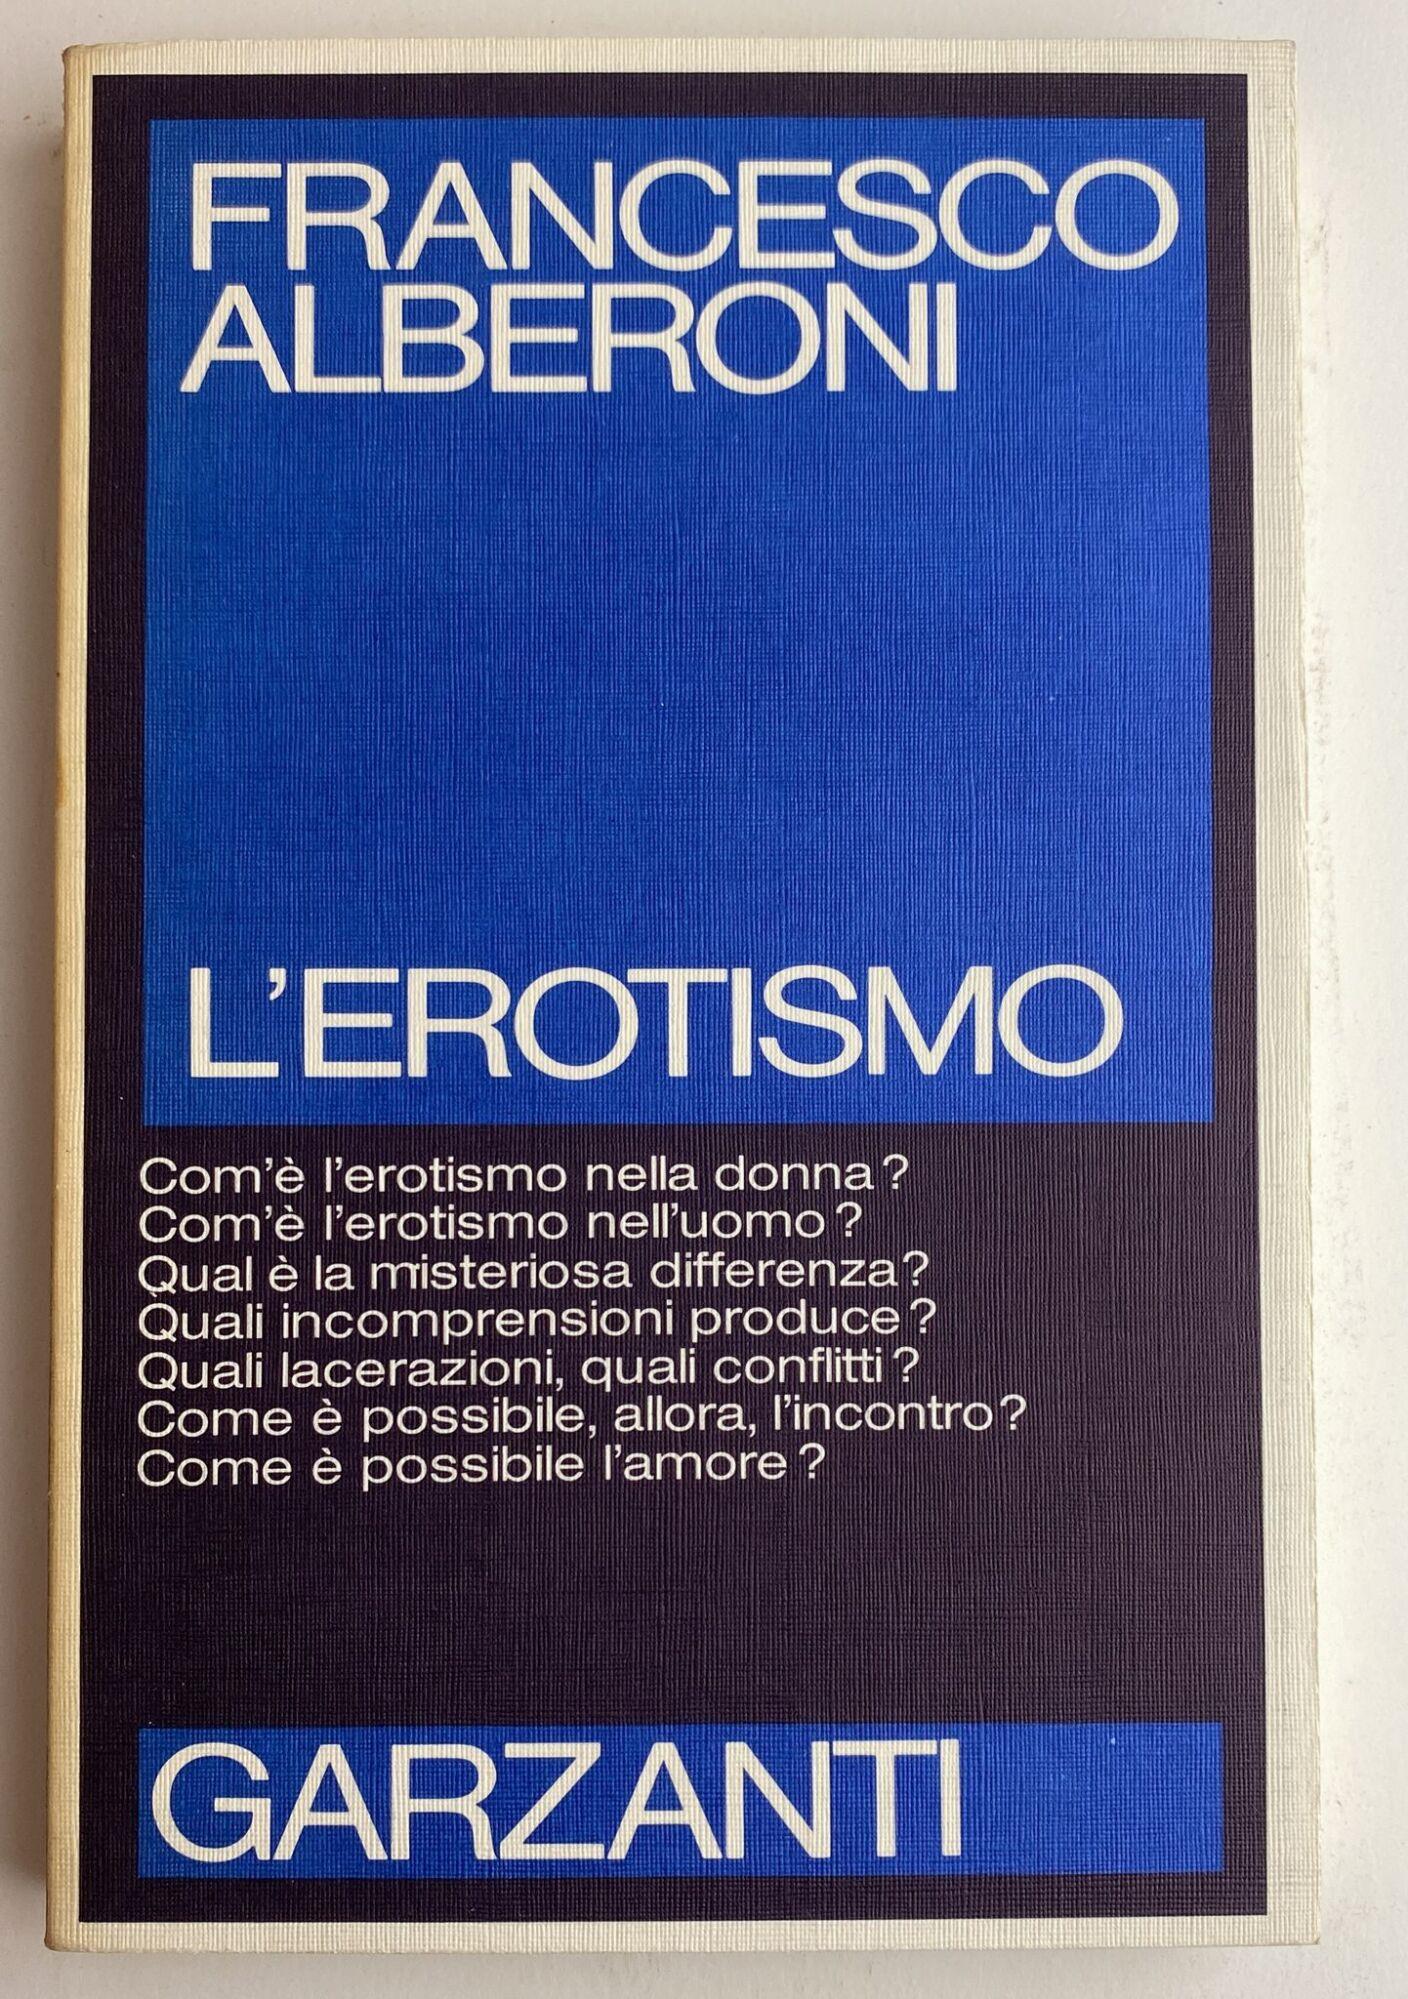 FRANCESCO
ALBERONI
L'EROTISMO
Com'è l'erotismo nella donna?
Com'è l'erotismo nell'uomo?
Qual è la misteriosa differenza?
Quali incomprensioni produce?
Quali lacerazioni, quali conflitti?
Come è possibile, allora, l'incontro?
Come è possibile l'amore?
GARZANTI